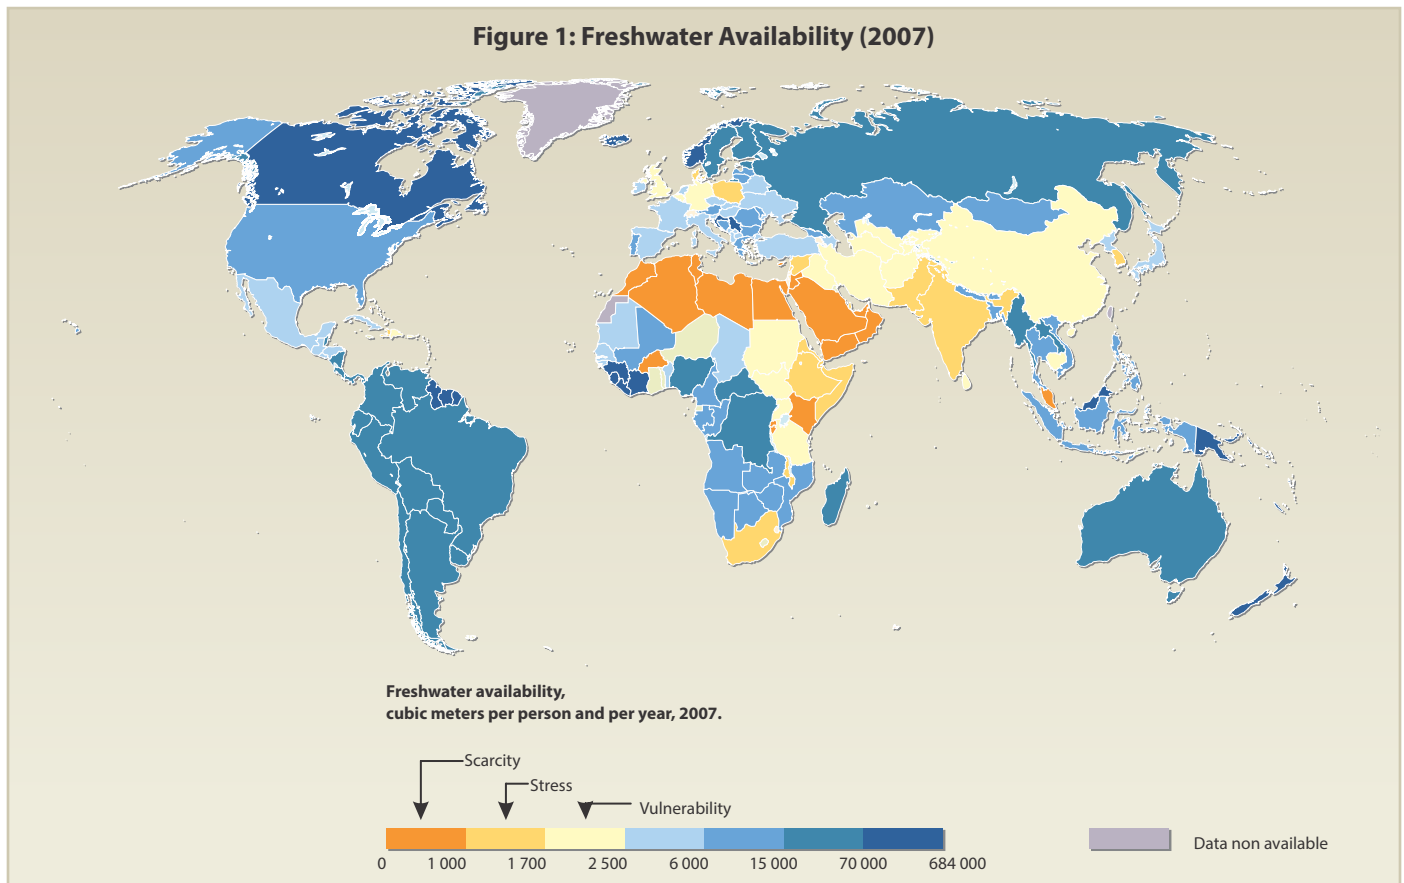 Figure 1: Freshwater Availability (2007)
Freshwater availability,
cubic meters per person and per year, 2007.
Scarcity
Stress
Vulnerability
0 1 000 1 700 2 500 6 000 15 000 70 000 684 000
Data non available